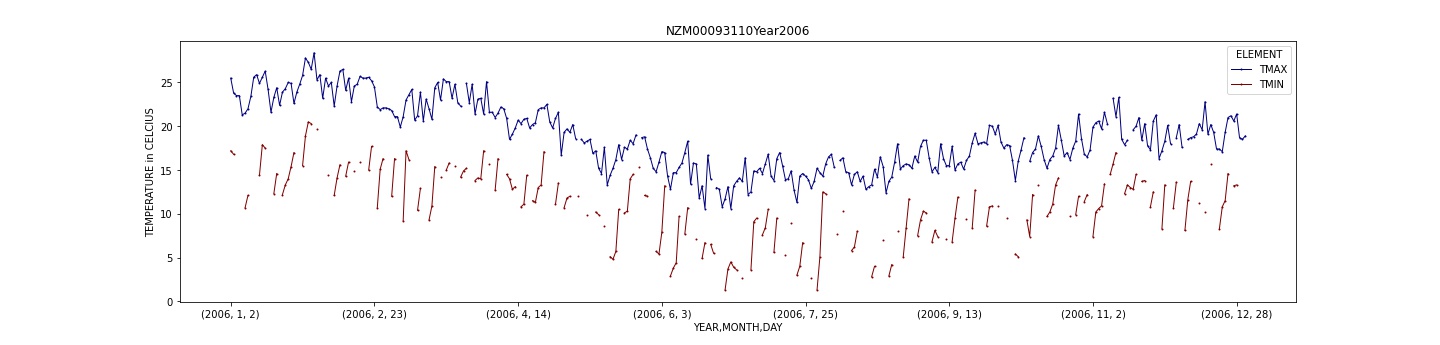 NZM00093110Year2006
ELEMENT
TMAX
TMIN
TEMPERATURE in CELCIUS
25
20
15
10
5
0
(2006, 1, 2) (2006, 2, 23) (2006, 4, 14) (2006, 6, 3) (2006, 7, 25) (2006, 9, 13) (2006, 11, 2) (2006, 12, 28)
YEAR,MONTH,DAY